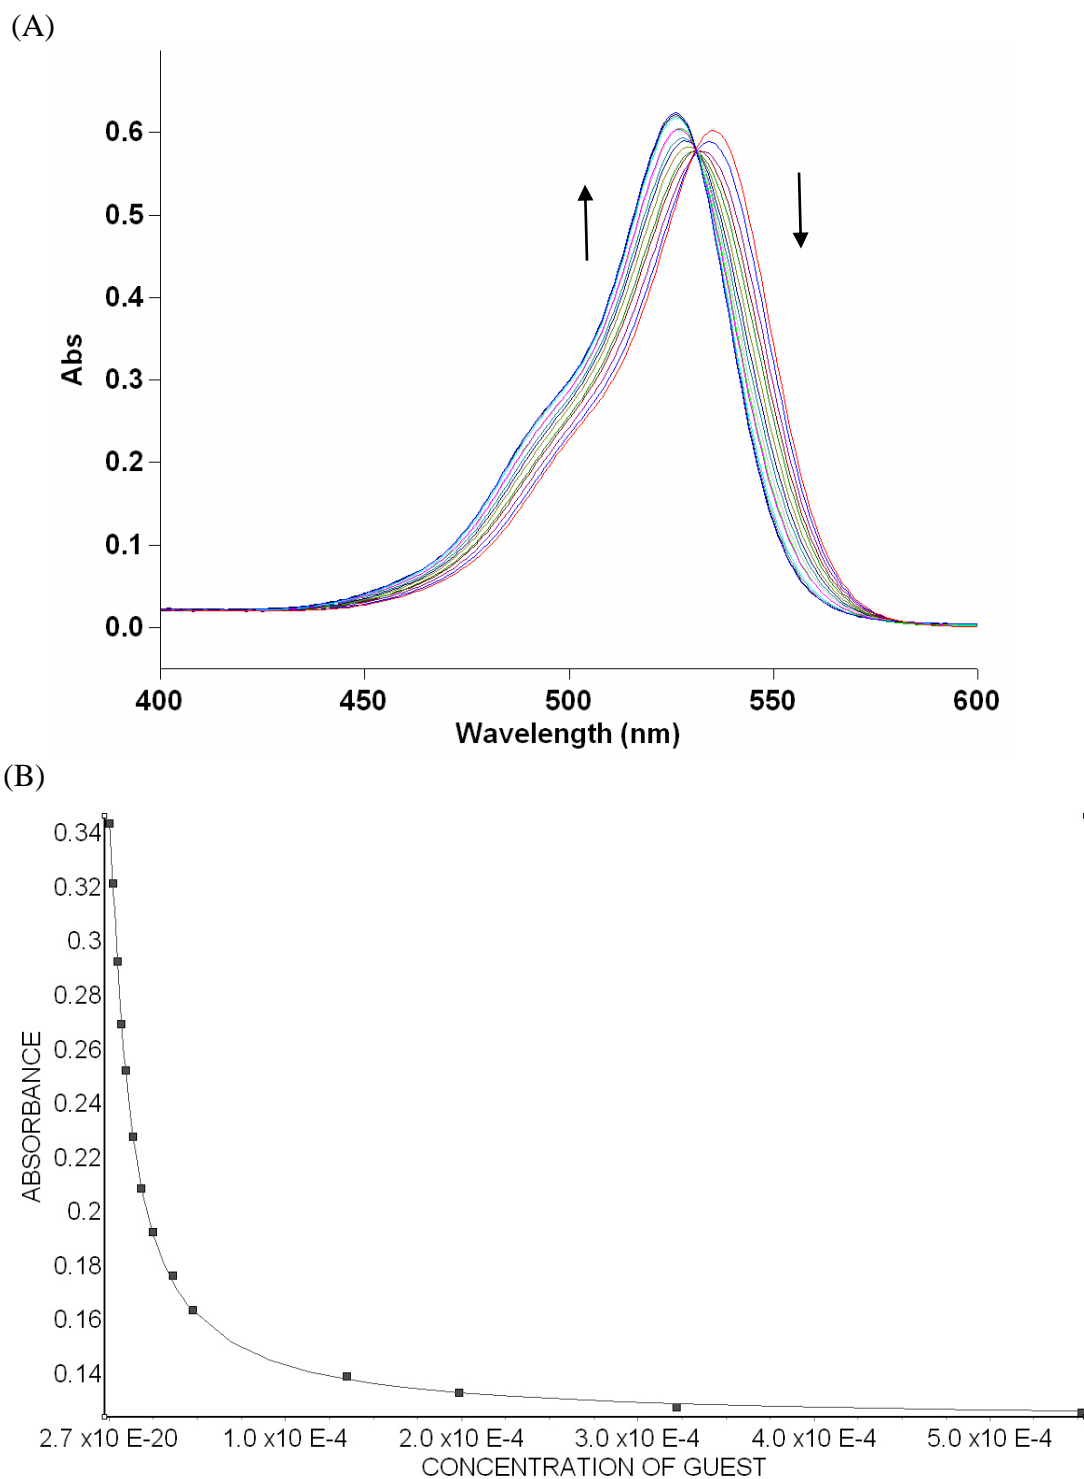 (A)
0.6
0.5
0.4
0.3
0.2
0.1
0.0
Abs
400 450 500 550 600
Wavelength (nm)
(B)
0.34
0.32
0.3
0.28
0.26
0.24
0.22
0.2
0.18
0.16
0.14
ABSORBANCE
2.7 x10 E-20 1.0 x10 E-4 2.0 x10 E-4 3.0 x10 E-4 4.0 x10 E-4 5.0 x10 E-4
CONCENTRATION OF GUEST